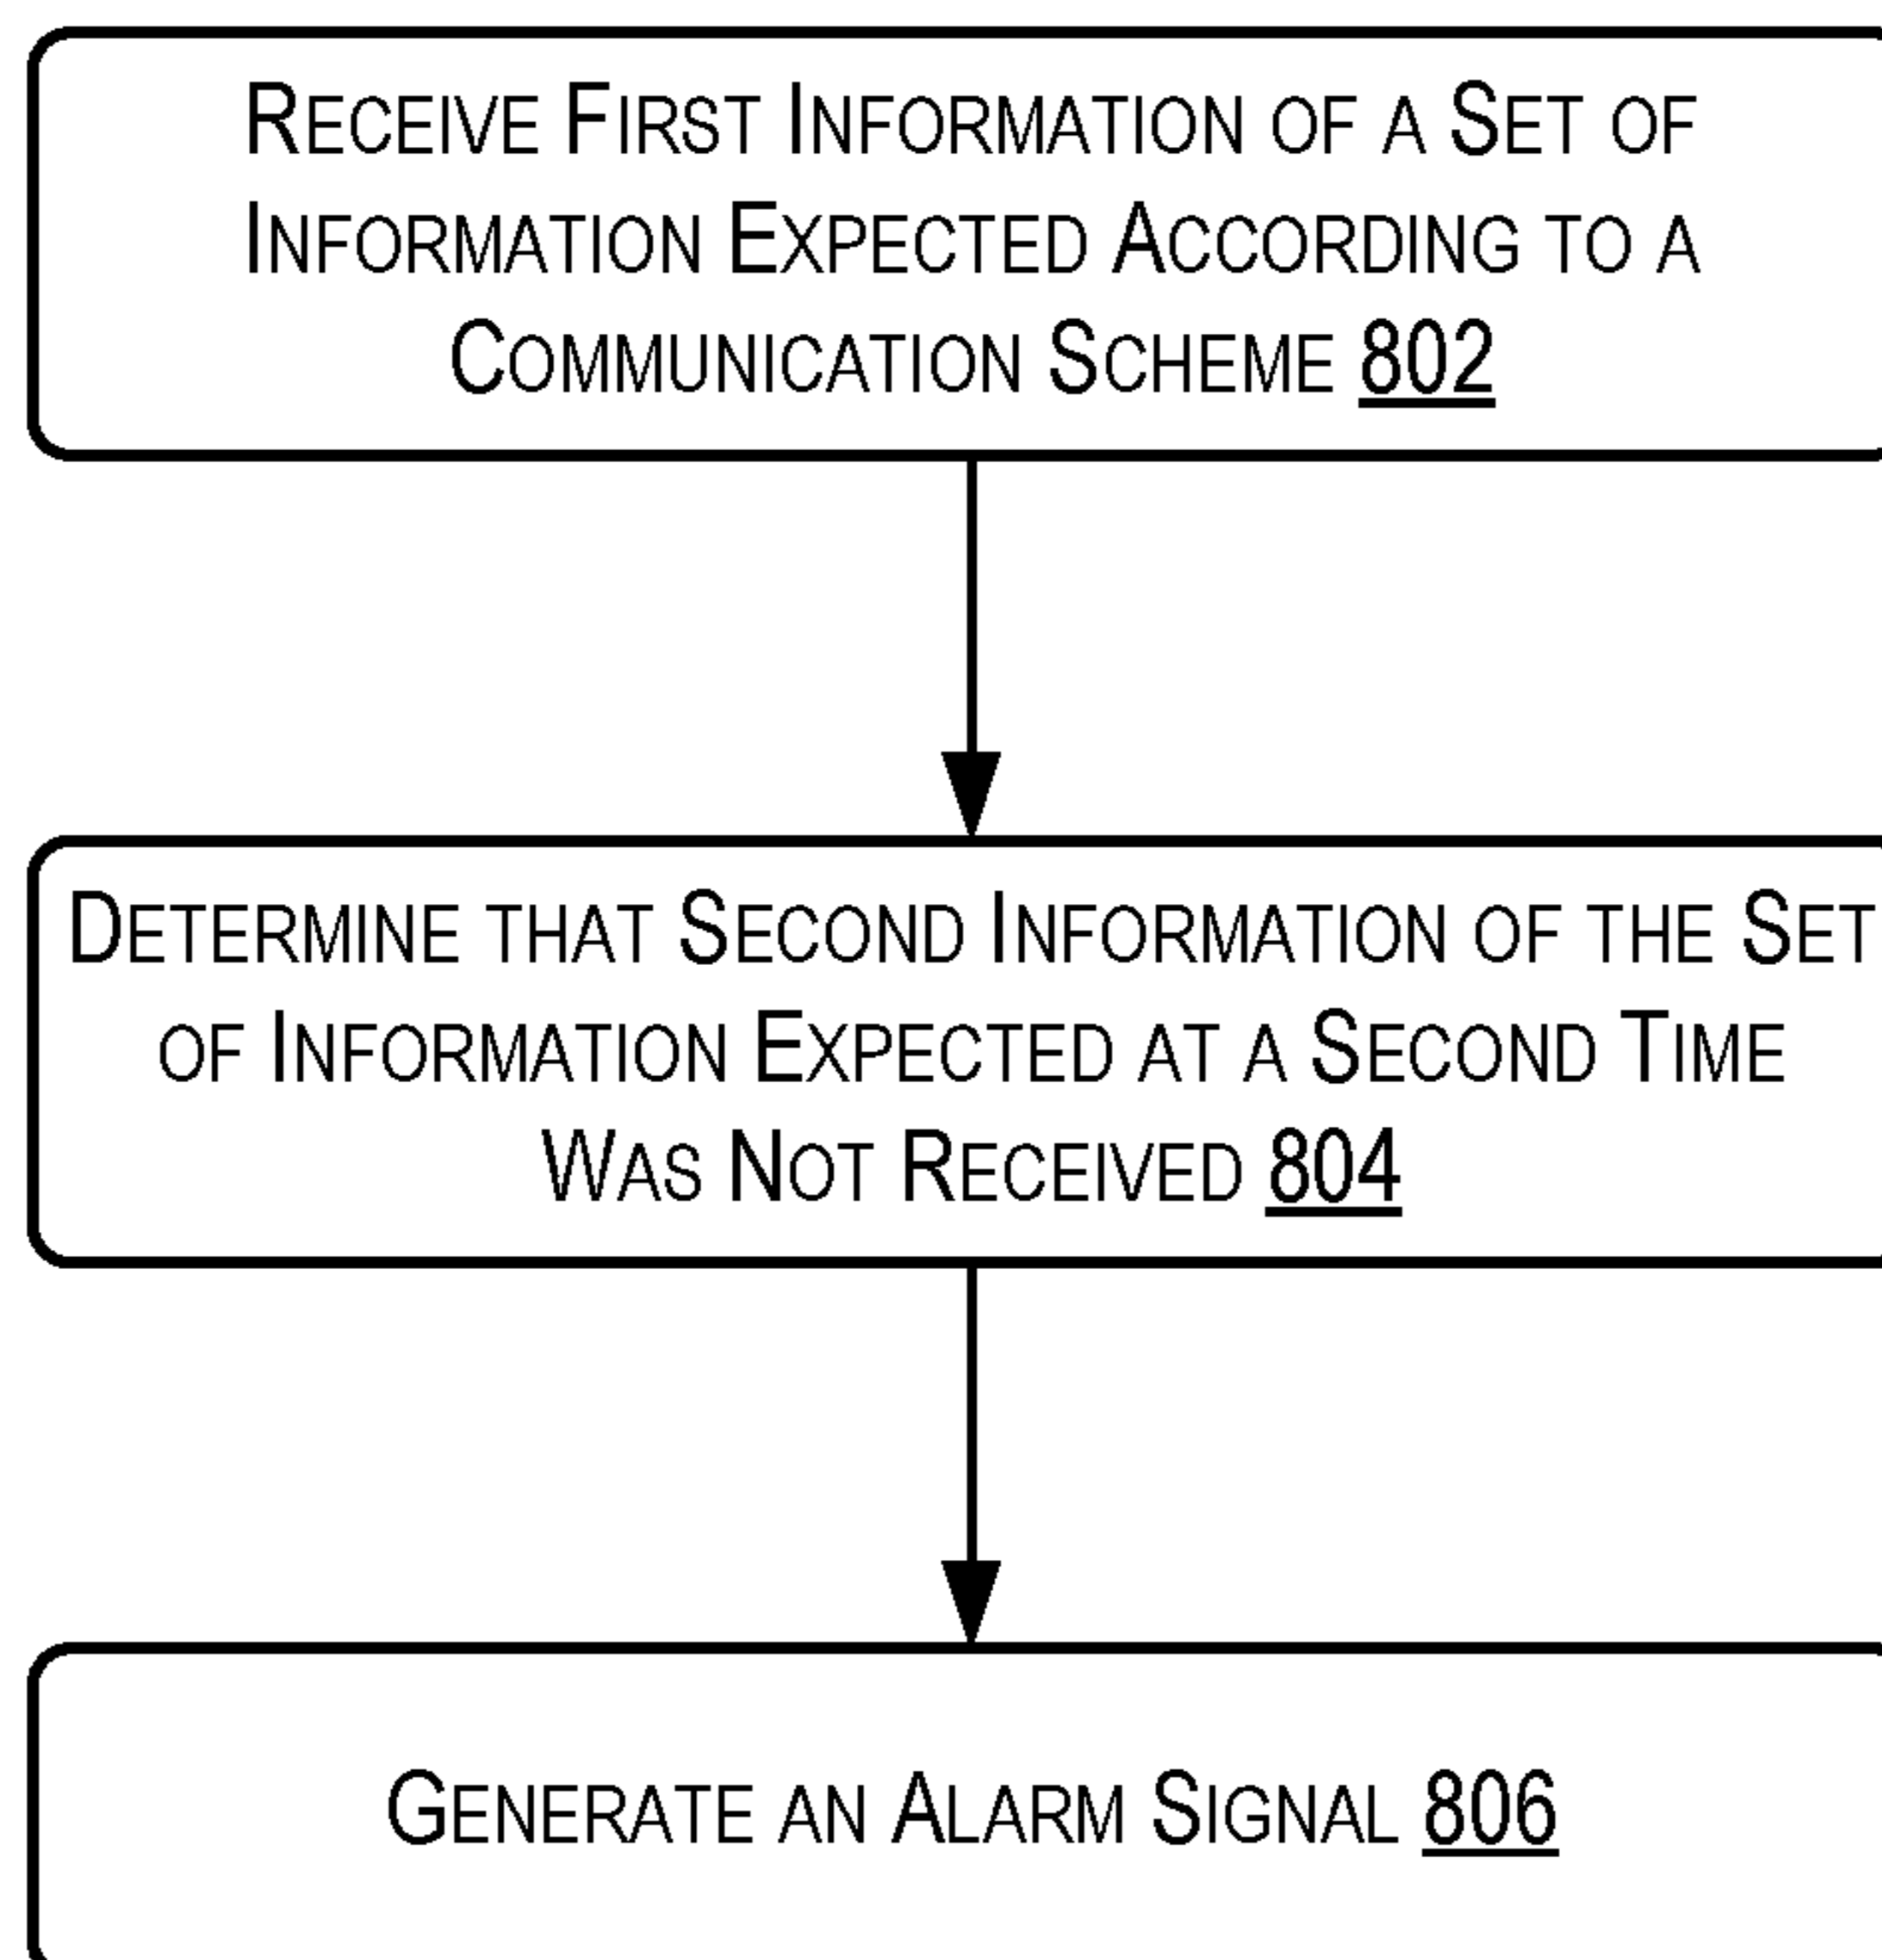 Receive First Information of a Set of
Information Expected According to a
Communication Scheme 802
Determine that Second Information of the Set
of Information Expected at a Second Time
Was Not Received 804
Generate an Alarm Signal 806